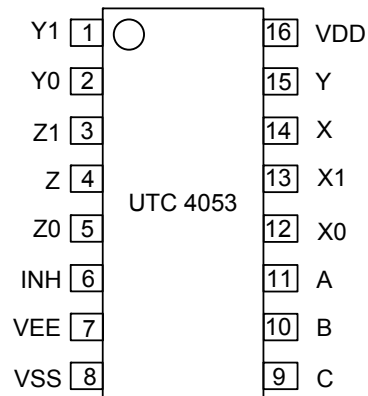 Y1 1 16 VDD
Y0 2 15 Y
Z1 3 14 X
Z 4 13 X1
UTC 4053
Z0 5 12 X0
INH 6 11 A
VEE 7 10 B
VSS 8 9 C